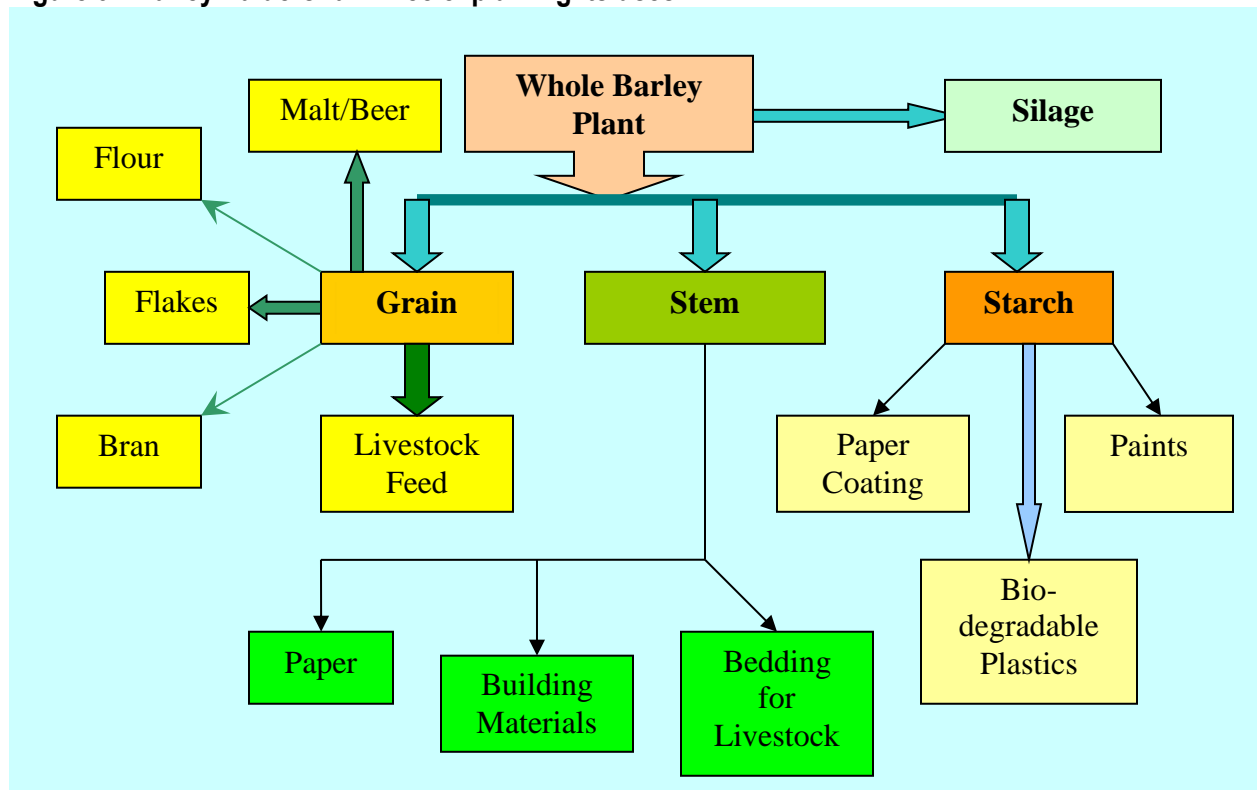 Whole Barley
Plant
Silage
Malt/Beer
Flour
Flakes
Grain
Stem
Starch
Bran
Livestock
Feed
Paper
Coating
Paints
Bio-
degradable
Plastics
Paper
Building
Materials
Bedding
for
Livestock